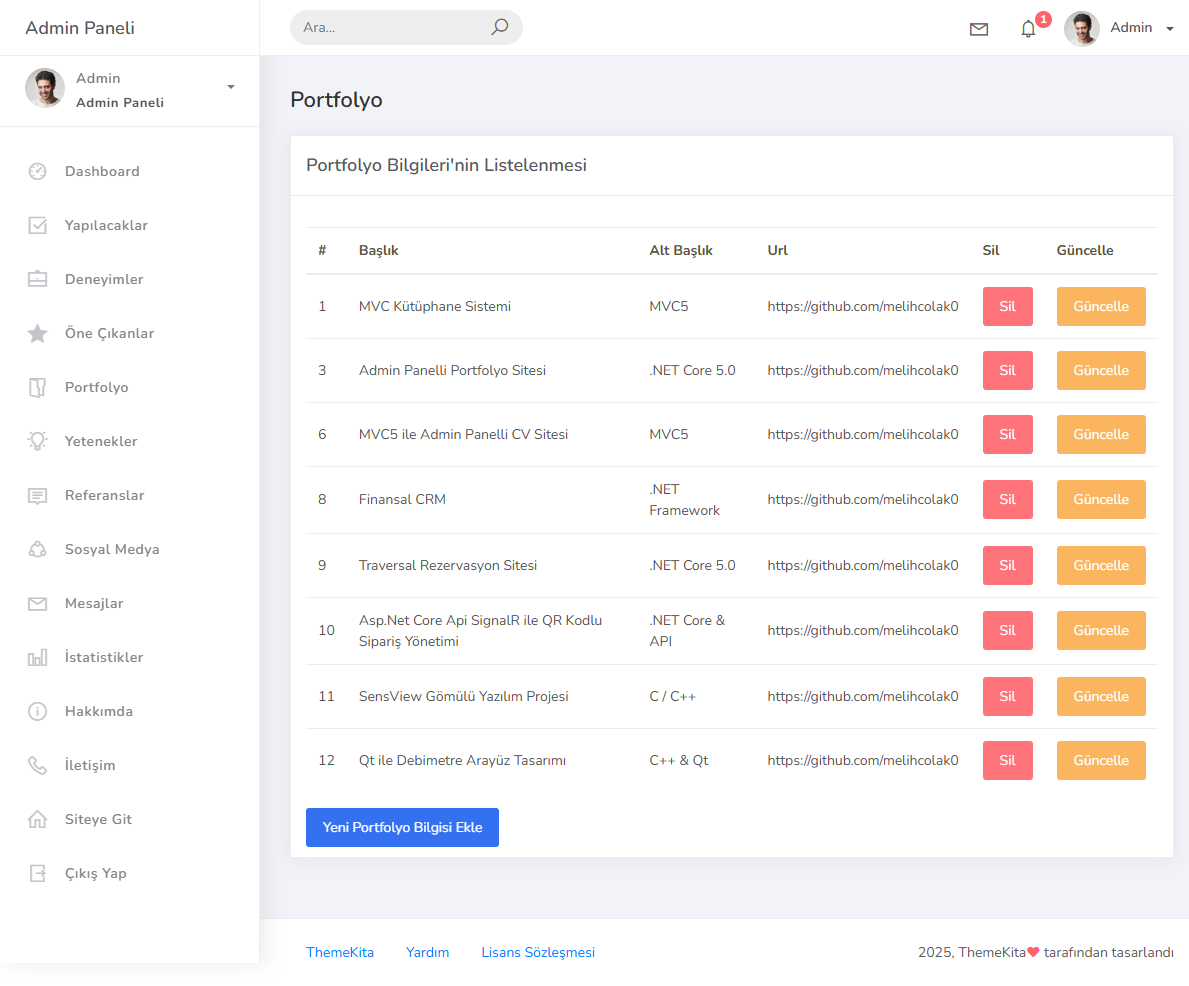 Admin Paneli
Ara...
1
Admin
Admin
Admin Paneli
Dashboard
Yapılacaklar
Deneyimler
Öne Çıkanlar
Portfolyo
Yetenekler
Referanslar
Sosyal Medya
Mesajlar
İstatistikler
Hakkımda
İletişim
Siteye Git
Çıkış Yap
Portfolyo
Portfolyo Bilgileri'nin Listelenmesi
# Başlık Alt Başlık Url Sil Güncelle
1 MVC Kütüphane Sistemi MVC5 https://github.com/melihcolak0 Sil Güncelle
3 Admin Panelli Portfolyo Sitesi .NET Core 5.0 https://github.com/melihcolak0 Sil Güncelle
6 MVC5 ile Admin Panelli CV Sitesi MVC5 https://github.com/melihcolak0 Sil Güncelle
8 Finansal CRM .NET Framework https://github.com/melihcolak0 Sil Güncelle
9 Traversal Rezervasyon Sitesi .NET Core 5.0 https://github.com/melihcolak0 Sil Güncelle
10 Asp.Net Core Api SignalR ile QR Kodlu Sipariş Yönetimi .NET Core & API https://github.com/melihcolak0 Sil Güncelle
11 SensView Gömülü Yazılım Projesi C / C++ https://github.com/melihcolak0 Sil Güncelle
12 Qt ile Debimetre Arayüz Tasarımı C++ & Qt https://github.com/melihcolak0 Sil Güncelle
Yeni Portfolyo Bilgisi Ekle
ThemeKita Yardım Lisans Sözleşmesi
2025, ThemeKita❤ tarafından tasarlandı